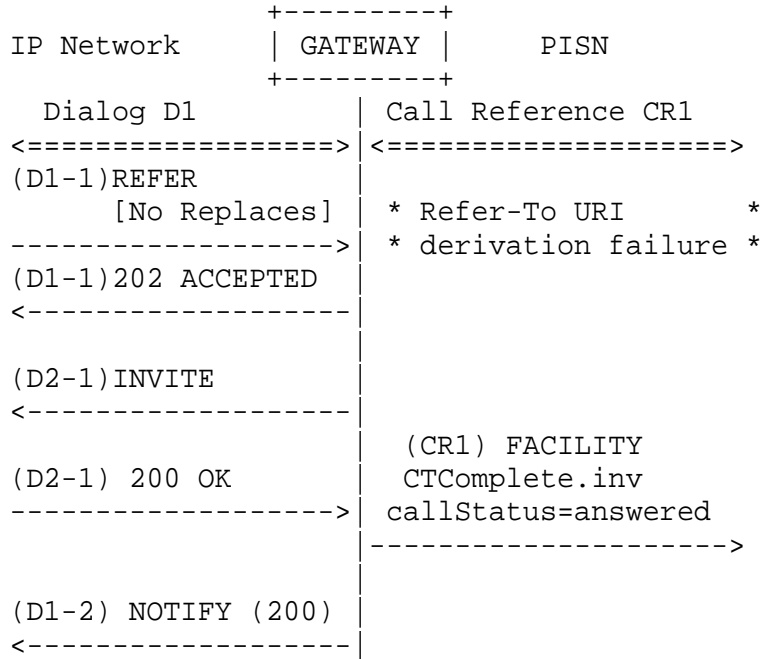 +---------+
IP Network | GATEWAY | PISN
+---------+
Dialog D1 | Call Reference CR1
<==================>|<====================>
(D1-1)REFER |
[No Replaces] | * Refer-To URI *
------------------->| * derivation failure *
(D1-1)202 ACCEPTED |
<-------------------|
|
(D2-1)INVITE |
<-------------------|
| (CR1) FACILITY
(D2-1) 200 OK | CTComplete.inv
------------------->| callStatus=answered
|--------------------->
|
(D1-2) NOTIFY (200) |
<-------------------|